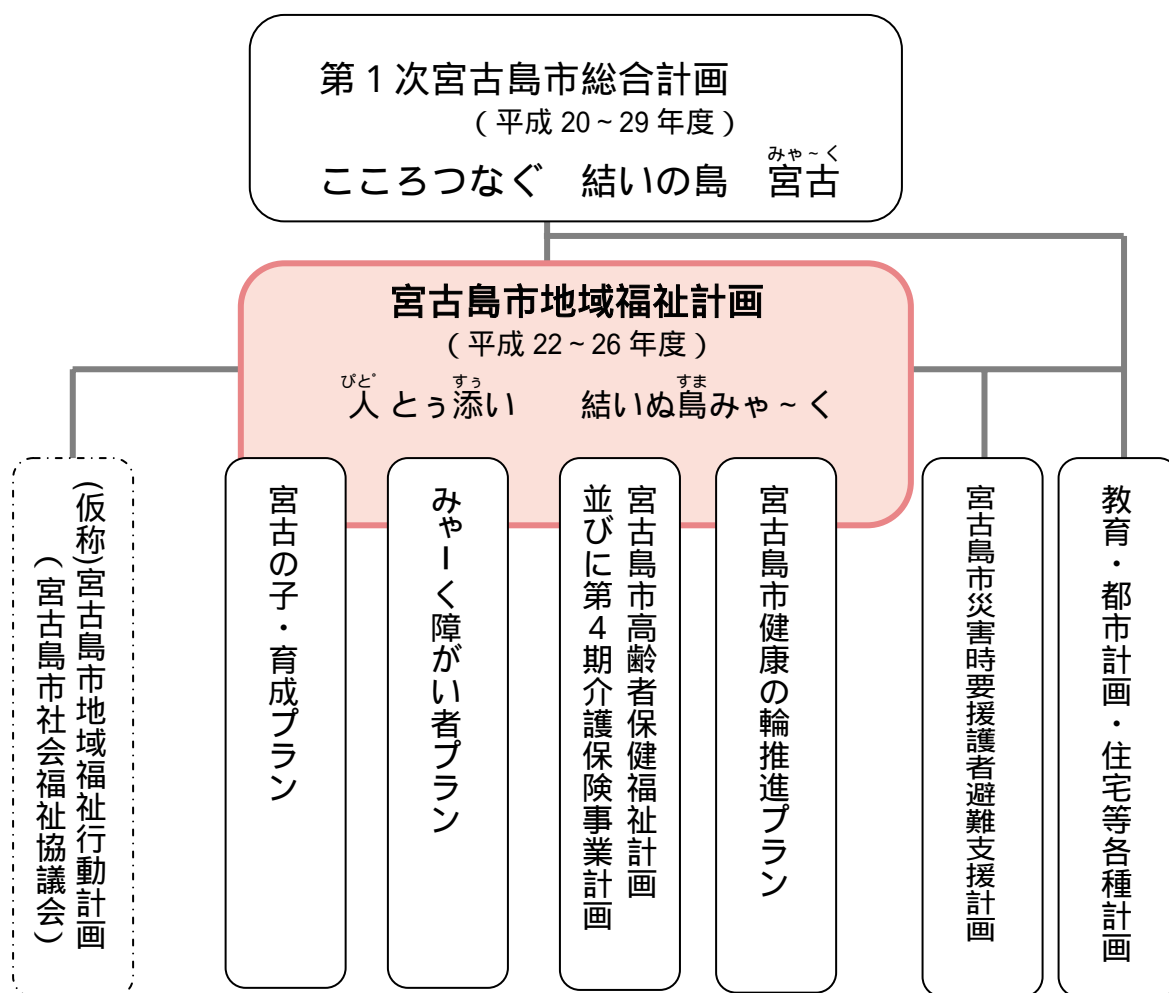 第1次宮古島市総合計画
(平成20~29年度)
みゃ~く
こころつなぐ 結いの島 宮古
宮古島市地域福祉計画
(平成22~26年度)
ぴとﾟ すぅ すま
人とぅ添い 結いぬ島みゃ~く
(仮称)宮古島市地域福祉行動計画
(宮古島市社会福祉協議会)
宮古の子・育成プラン
みゃーく障がい者プラン
宮古島市高齢者保健福祉計画
並びに第4期介護保険事業計画
宮古島市健康の輪推進プラン
宮古島市災害時要援護者避難支援計画
教育・都市計画・住宅等各種計画